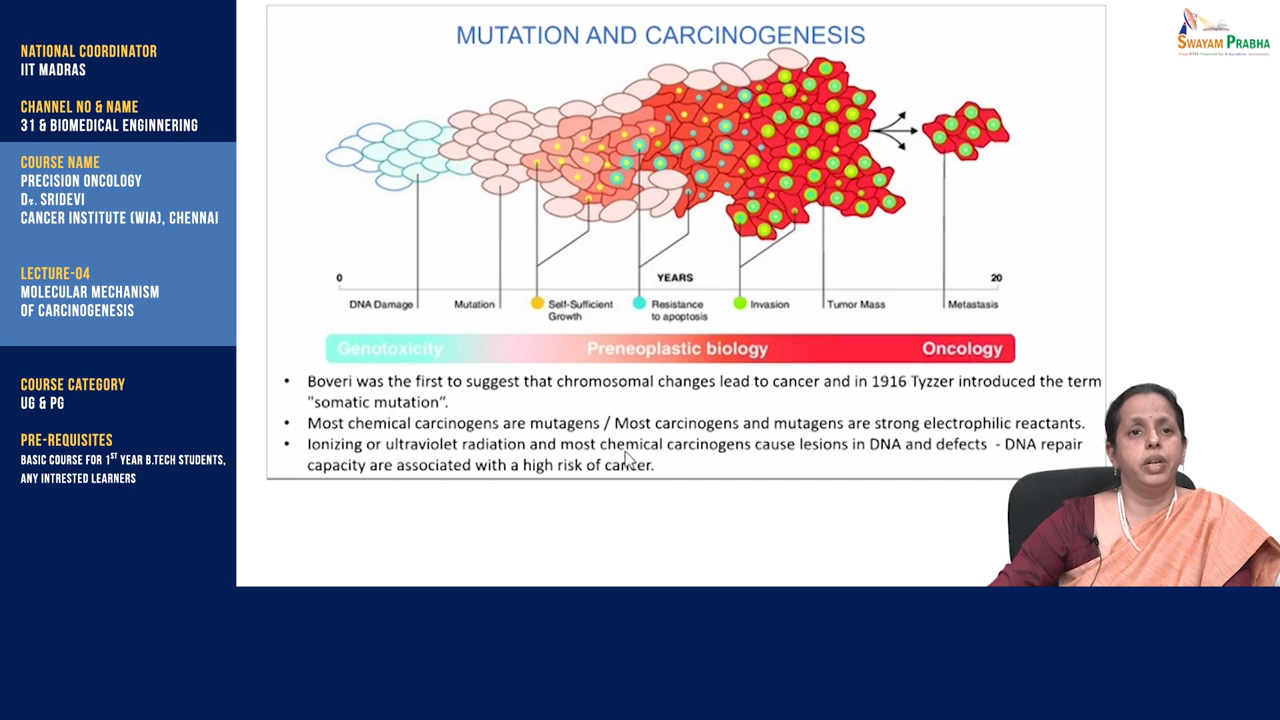 NATIONAL COORDINATOR
IIT MADRAS
CHANNEL NO & NAME
31 & BIOMEDICAL ENGINNERING
COURSE NAME
PRECISION ONCOLOGY
DR. SRIDEVI
CANCER INSTITUTE (WIA), CHENNAI
LECTURE-04
MOLECULAR MECHANISM
OF CARCINOGENESIS
COURSE CATEGORY
UG & PG
PRE-REQUISITES
BASIC COURSE FOR 1ST YEAR B.TECH STUDENTS,
ANY INTRESTED LEARNERS
MUTATION AND CARCINOGENESIS
0 YEARS 20
DNA Damage Mutation Self-Sufficient Resistance Invasion Tumor Mass Metastasis
Growth to apoptosis
Genotoxicity Preneoplastic biology Oncology
• Boveri was the first to suggest that chromosomal changes lead to cancer and in 1916 Tyzzer introduced the term
"somatic mutation“.
• Most chemical carcinogens are mutagens / Most carcinogens and mutagens are strong electrophilic reactants.
• Ionizing or ultraviolet radiation and most chemical carcinogens cause lesions in DNA and defects - DNA repair
capacity are associated with a high risk of cancer.
SWAYAM PRABHA